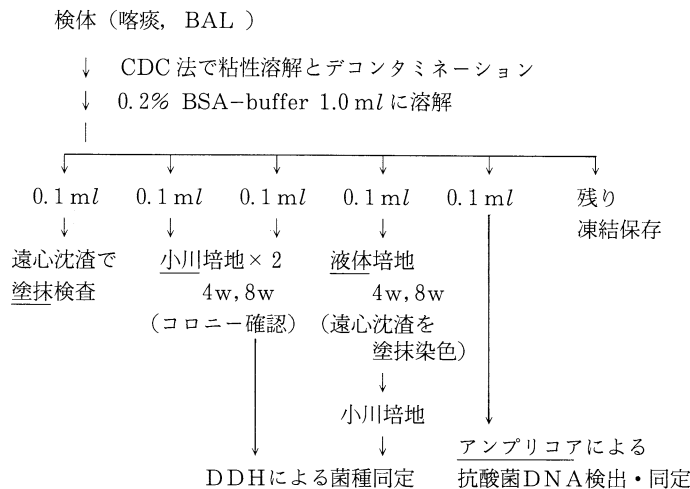 検体（喀痰，BAL）
CDC法で粘性溶解とデコンタミネーション
0.2% BSA−buffer 1.0 mlに溶解
0.1 ml 0.1 ml 0.1 ml 0.1 ml 0.1 ml 残り
凍結保存
遠心沈渣で 小川培地×2 液体培地
塗抹検査 4w, 8w 4w, 8w
（コロニー確認）（遠心沈渣を
塗抹染色）
小川培地
アンプリコアによる
DDHによる菌種同定 抗酸菌DNA検出・同定